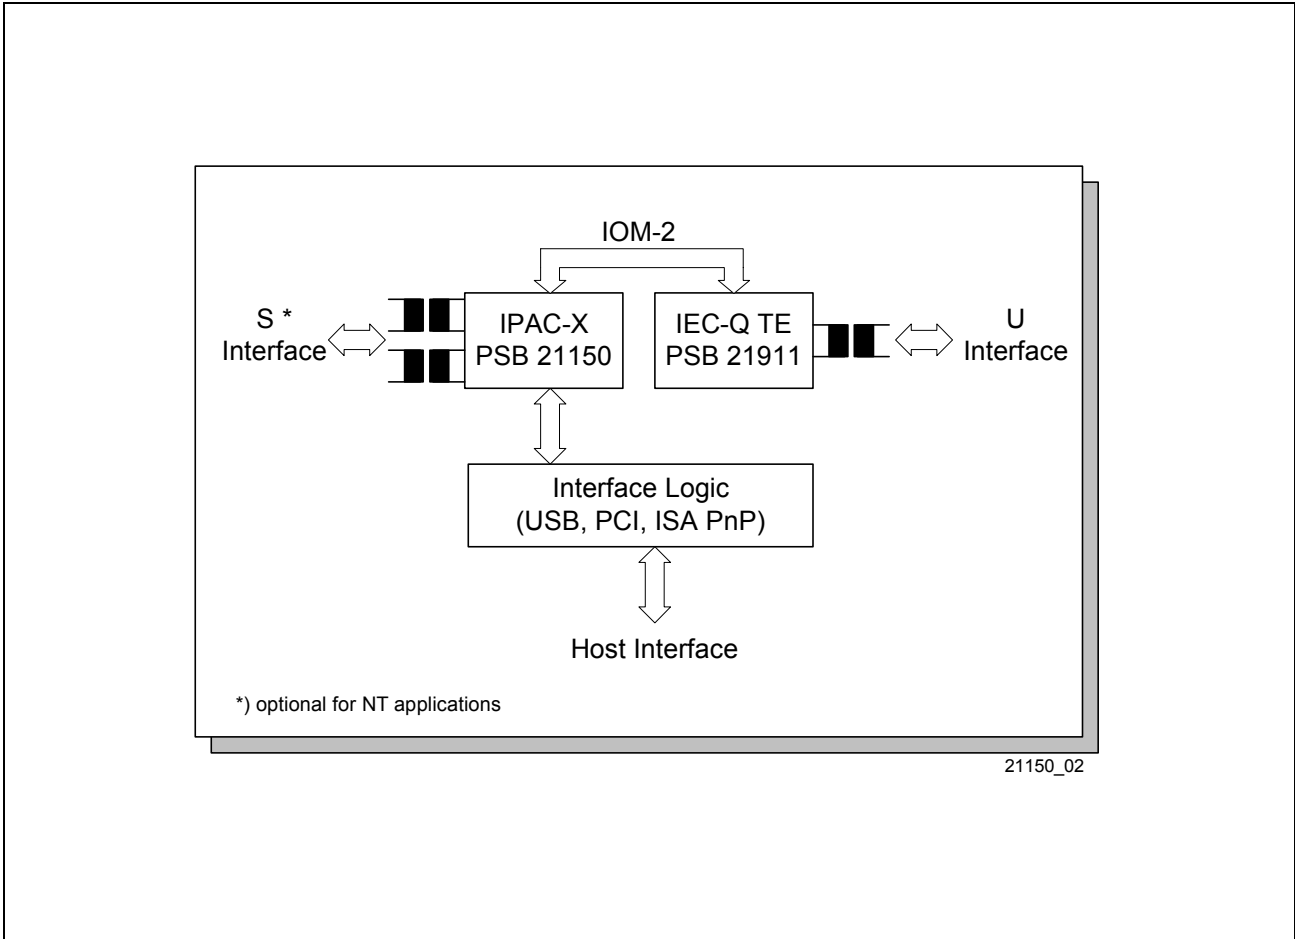 IOM-2
S *
Interface
IPAC-X
PSB 21150
IEC-Q TE
PSB 21911
U
Interface
Interface Logic
(USB, PCI, ISA PnP)
Host Interface
*) optional for NT applications
21150_02